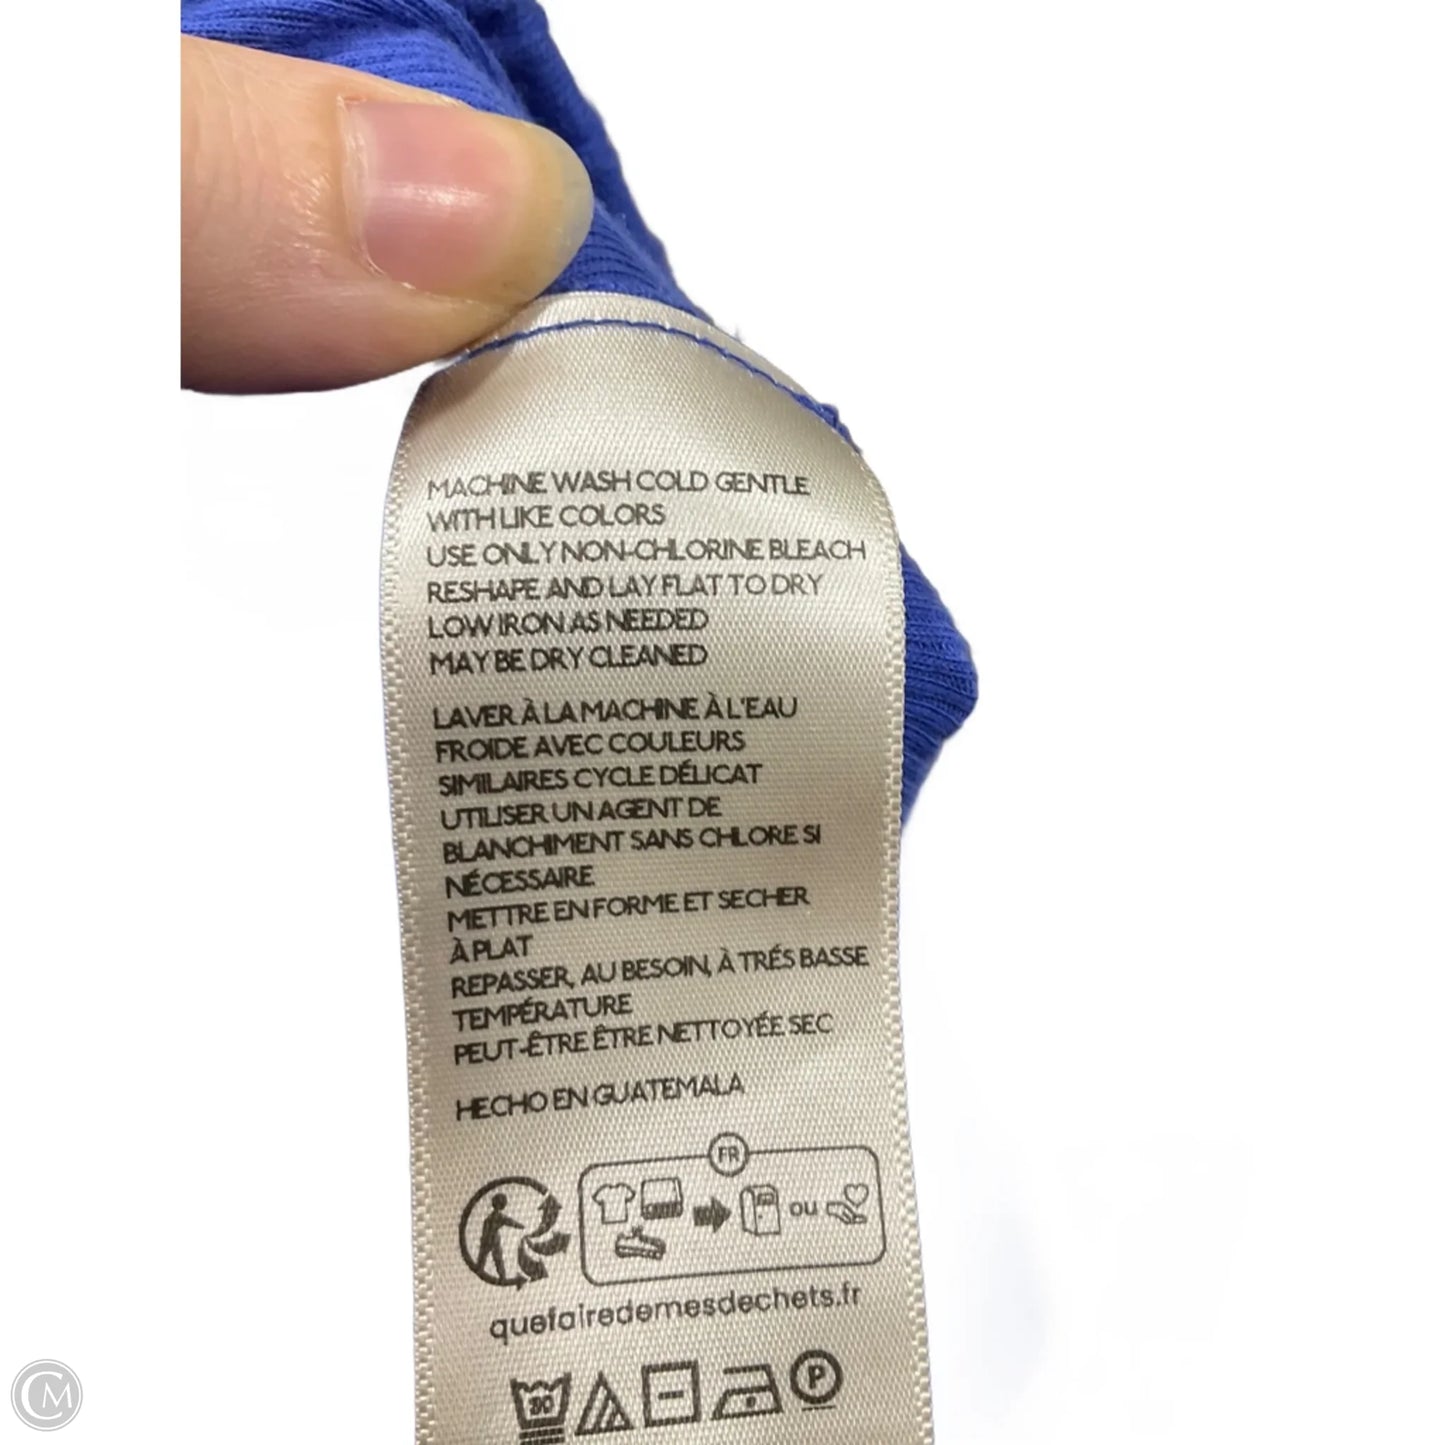 MACHINE WASH COLD GENTLE
WITH LIKE COLORS
USE ONLY NON-CHLORINE BLEACH
RESHAPE AND LAY FLAT TO DRY
LOW IRON AS NEEDED
MAY BE DRY CLEANED
LAVER À LA MACHINE À L'EAU
FROIDE AVEC COULEURS
SIMILAIRES CYCLE DÉLICAT
UTILISER UN AGENT DE
BLANCHIMENT SANS CHLORE SI
NÉCESSAIRE
METTRE EN FORME ET SECHER
À PLAT
REPASSER, AU BESOIN, À TRÉS BASSE
TEMPÉRATURE
PEUT-ÊTRE ÊTRE NETTOYÉE SEC
HECHO EN GUATEMALA
FR
ou
quefairedemesdechets.fr
30
P
CM